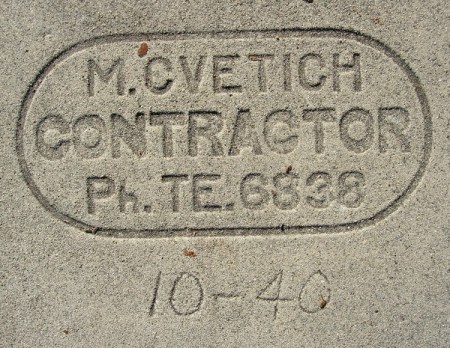 M.CVETICH
CONTRACTOR
Ph.TE.6838
10-40